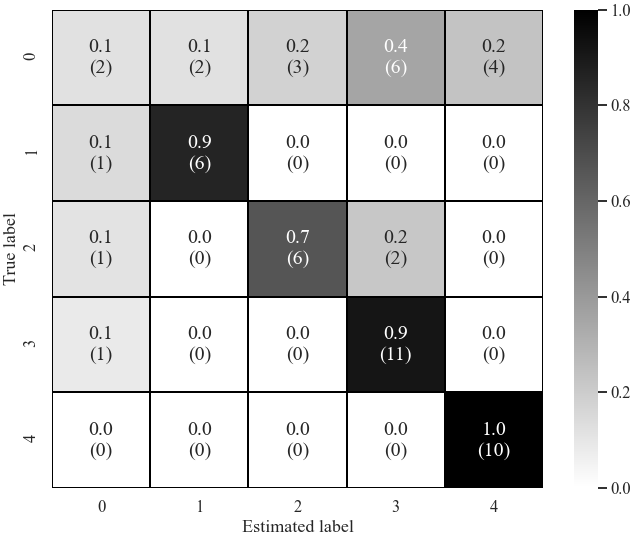 0 0.1 0.1 0.2 0.4 0.2
(2) (2) (3) (6) (4)
1 0.1 0.9 0.0 0.0 0.0
(1) (6) (0) (0) (0)
2 0.1 0.0 0.7 0.2 0.0
(1) (0) (6) (2) (0)
3 0.1 0.0 0.0 0.9 0.0
(1) (0) (0) (11) (0)
4 0.0 0.0 0.0 0.0 1.0
(0) (0) (0) (0) (10)
0 1 2 3 4
True label
Estimated label
1.0
0.8
0.6
0.4
0.2
0.0